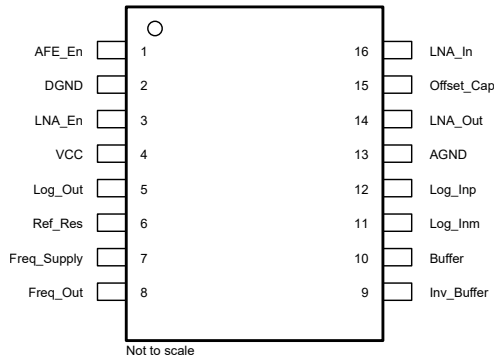 AFE_En 1 16 LNA_In
DGND 2 15 Offset_Cap
LNA_En 3 14 LNA_Out
VCC 4 13 AGND
Log_Out 5 12 Log_Inp
Ref_Res 6 11 Log_Inm
Freq_Supply 7 10 Buffer
Freq_Out 8 9 Inv_Buffer
Not to scale